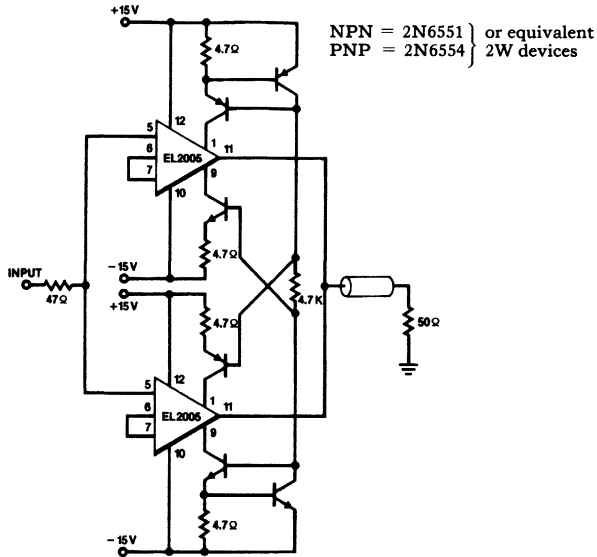 +15V
NPN = 2N6551 } or equivalent
PNP = 2N6554 } 2W devices
4.7Ω
12
5
1
11
6
EL2005
7
9
10
4.7Ω
-15V
INPUT
+15V
47Ω
4.7K
4.7Ω
50Ω
12
5
1
11
6
EL2005
7
9
10
4.7Ω
-15V